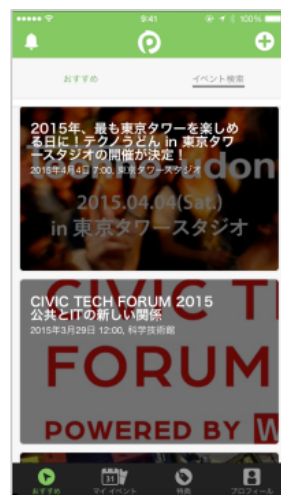 9:41
100%
おすすめ
イベント検索
2015年、最も東京タワーを楽しめ
る日に！テクノうどん in 東京タワ
ースタジオの開催が決定！
2015年4月4日 7:00, 東京タワースタジオ
udon
2015.04.04(Sat.)
in 東京タワースタジオ
CIVIC TECH FORUM 2015
公共とITの新しい関係
2015年3月29日 12:00, 科学技術館
FORUM
POWERED BY W
おすすめ
マイ イベント
特典
プロフィール